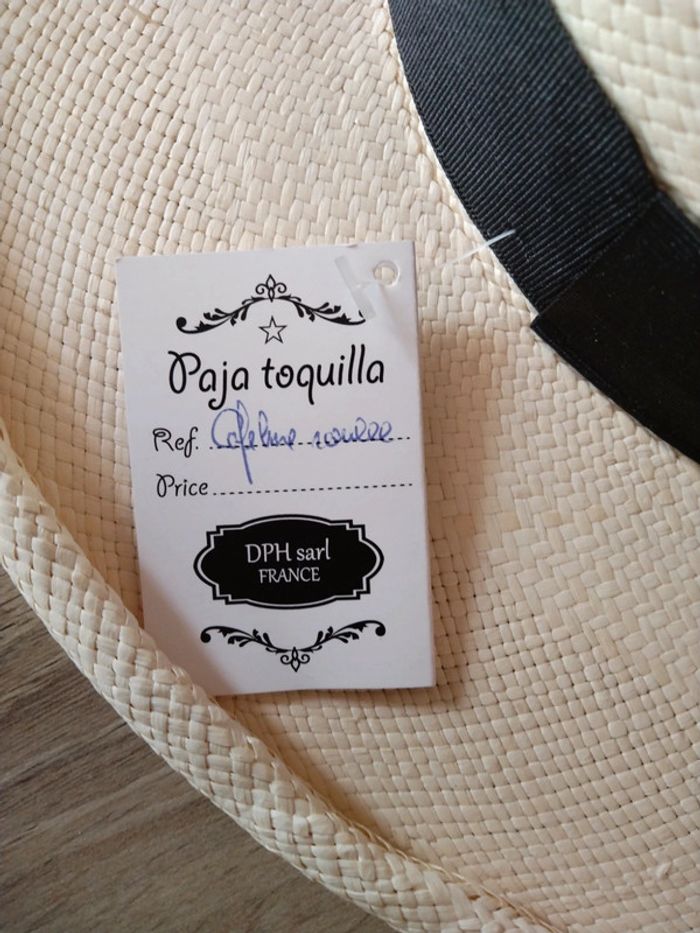 Paja toquilla
Ref.
Price
DPH sarl
FRANCE